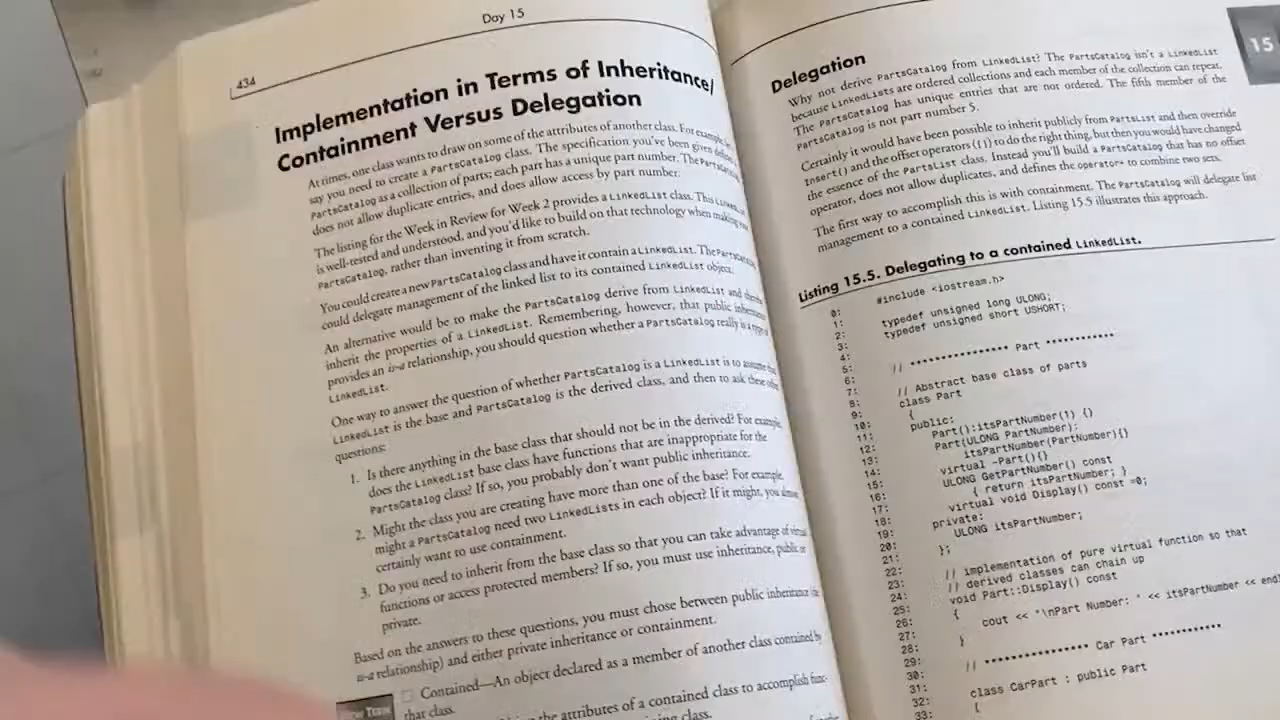 Day 15
434
Implementation in Terms of Inheritance/
Containment Versus Delegation
At times, one class wants to draw on some of the attributes of another class. For example, let
say you need to create a PartsCatalog class. The specification you've been given
PartsCatalog as a collection of parts; each part has a unique part number. The PartsCatalog
does not allow duplicate entries, and does allow access by part number.
The listing for the Week in Review for Week 2 provides a LinkedList class. This LinkedList
is well-tested and understood, and you'd like to build on that technology when making
PartsCatalog, rather than inventing it from scratch.
You could create a new PartsCatalog class and have it contain a LinkedList. The PartsCatalog
could delegate management of the linked list to its contained LinkedList object.
An alternative would be to make the PartsCatalog derive from LinkedList and
inherit the properties of a LinkedList. Remembering, however, that public inheritance
provides an is-a relationship, you should question whether a PartsCatalog really is a type of
LinkedList.
One way to answer the question of whether PartsCatalog is a LinkedList is to assume
LinkedList is the base and PartsCatalog is the derived class, and then to ask these other
questions:
1. Is there anything in the base class that should not be in the derived? For example,
does the LinkedList base class have functions that are inappropriate for the
PartsCatalog class? If so, you probably don't want public inheritance.
2. Might the class you are creating have more than one of the base? For example,
might a PartsCatalog need two LinkedLists in each object? If it might, you almost
certainly want to use containment.
3. Do you need to inherit from the base class so that you can take advantage of virtual
functions or access protected members? If so, you must use inheritance, public or
private.
Based on the answers to these questions, you must chose between public inheritance
is-a relationship) and either private inheritance or containment.
Contained—An object declared as a member of another class contained by
that class.
the attributes of a contained class to accomplish func-
class.
15
Delegation
Why not derive PartsCatalog from LinkedList? The PartsCatalog isn't a LinkedList
because LinkedLists are ordered collections and each member of the collection can repeat.
The PartsCatalog has unique entries that are not ordered. The fifth member of the
PartsCatalog is not part number 5.
Certainly it would have been possible to inherit publicly from PartsList and then override
Insert() and the offset operators ([]) to do the right thing, but then you would have changed
the essence of the PartsList class. Instead you'll build a PartsCatalog that has no offset
operator, does not allow duplicates, and defines the operator+ to combine two sets.
The first way to accomplish this is with containment. The PartsCatalog will delegate list
management to a contained LinkedList. Listing 15.5 illustrates this approach.
Listing 15.5. Delegating to a contained LinkedList.
0: #include <iostream.h>
1:
2: typedef unsigned long ULONG;
3: typedef unsigned short USHORT;
4:
5:
6: // **************** Part ************
7:
8: // Abstract base class of parts
9: class Part
10: {
11: public:
12: Part():itsPartNumber(1) {}
13: Part(ULONG PartNumber):
14: itsPartNumber(PartNumber){}
15: virtual ~Part(){}
16: ULONG GetPartNumber() const
17: { return itsPartNumber; }
18: virtual void Display() const =0;
19: private:
20: ULONG itsPartNumber;
21: };
22:
23: // implementation of pure virtual function so that
24: // derived classes can chain up
25: void Part::Display() const
26: {
27: cout << "\nPart Number: " << itsPartNumber << endl
28: }
29:
30: // **************** Car Part ************
31:
32: class CarPart : public Part
33: {